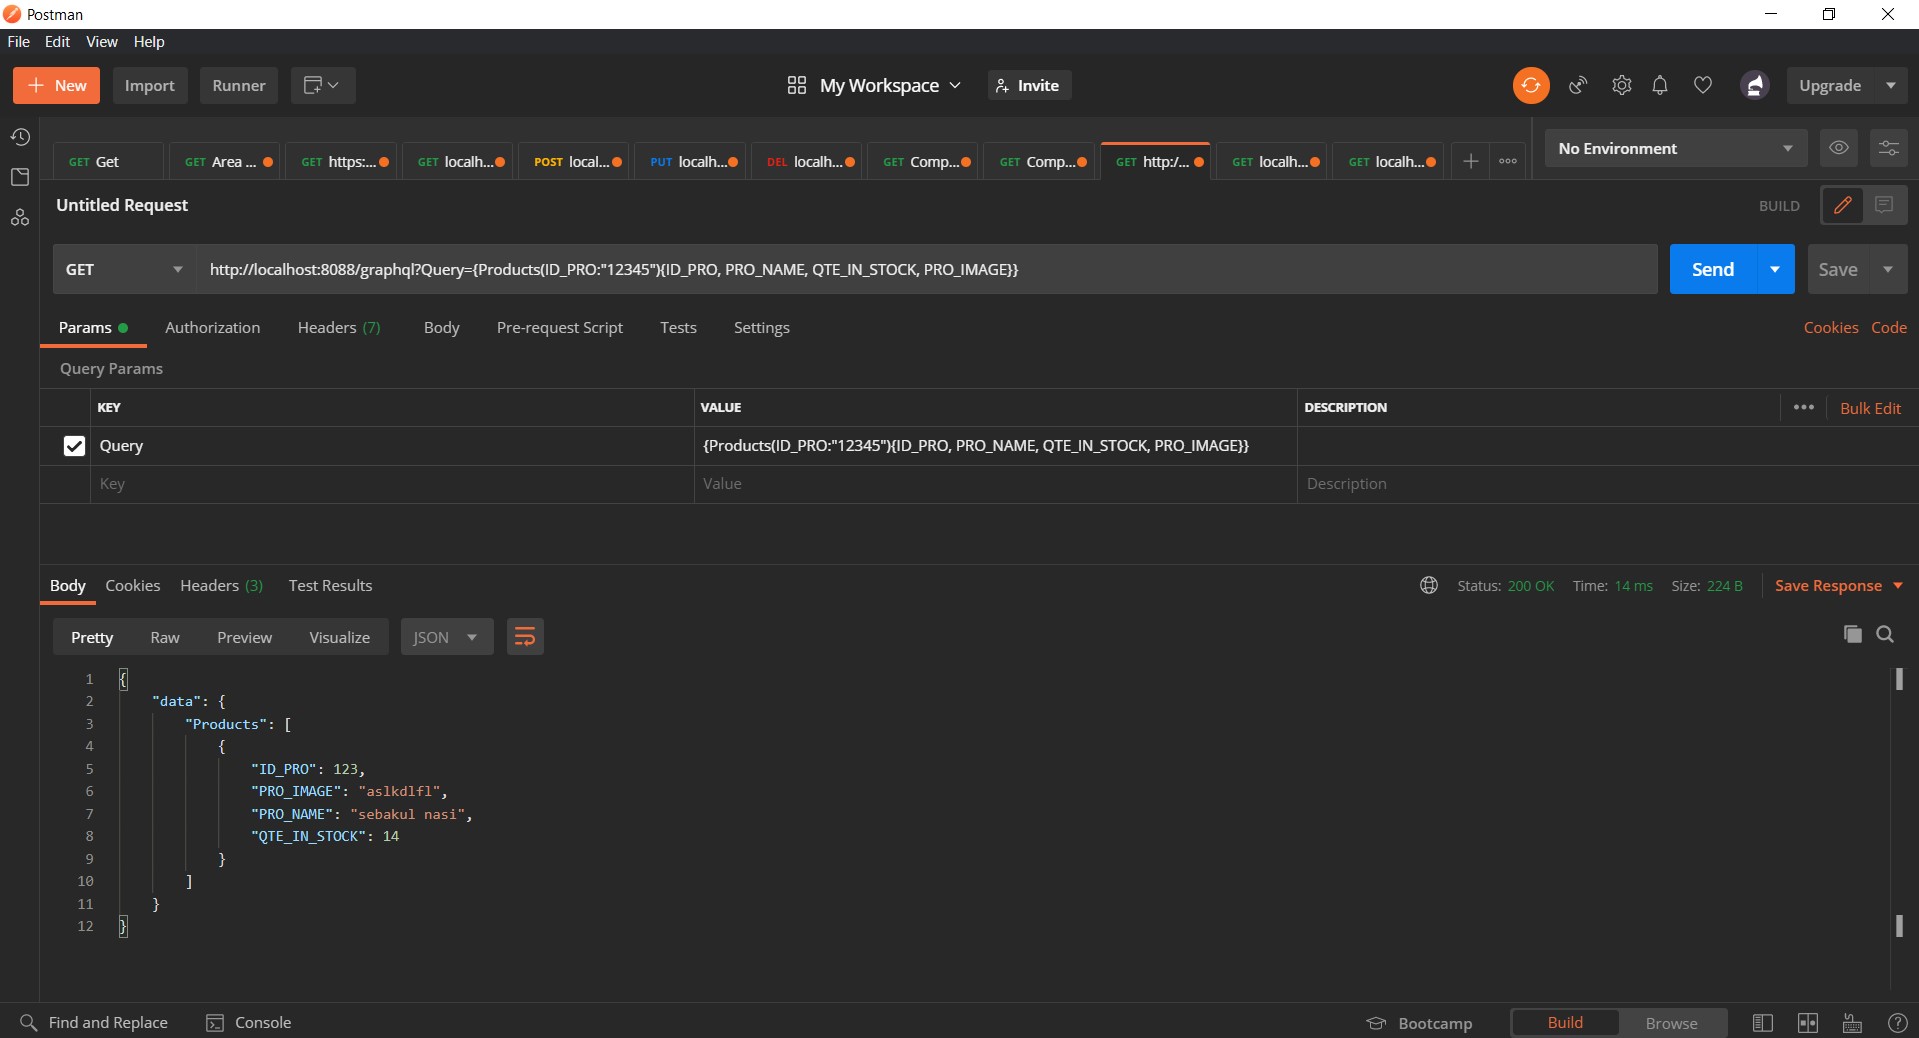 Postman
File Edit View Help
+ New Import Runner My Workspace Invite Upgrade
GET Get GET Area ... GET https:... GET localh... POST local... PUT localh... DEL localh... GET Comp... GET Comp... GET http:/... GET localh... GET localh... No Environment
Untitled Request BUILD
GET http://localhost:8088/graphql?Query={Products(ID_PRO:"12345"){ID_PRO, PRO_NAME, QTE_IN_STOCK, PRO_IMAGE}} Send Save
Params Authorization Headers (7) Body Pre-request Script Tests Settings Cookies Code
Query Params
KEY VALUE DESCRIPTION ••• Bulk Edit
Query {Products(ID_PRO:"12345"){ID_PRO, PRO_NAME, QTE_IN_STOCK, PRO_IMAGE}}
Key Value Description
Body Cookies Headers (3) Test Results Status: 200 OK Time: 14 ms Size: 224 B Save Response
Pretty Raw Preview Visualize JSON
1 {
2 "data": {
3 "Products": [
4 {
5 "ID_PRO": 123,
6 "PRO_IMAGE": "aslkdlfl",
7 "PRO_NAME": "sebakul nasi",
8 "QTE_IN_STOCK": 14
9 }
10 ]
11 }
12 }
Find and Replace Console Bootcamp Build Browse